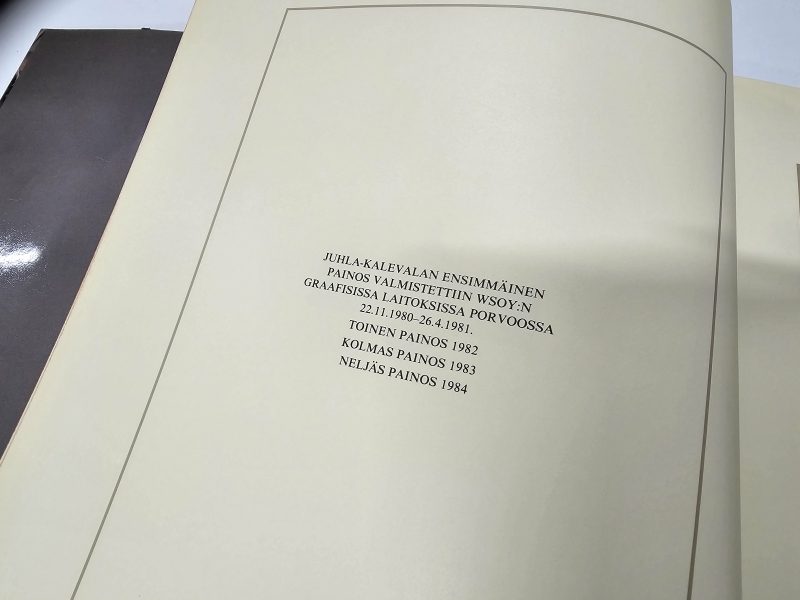 JUHLA-KALEVALAN ENSIMMÄINEN
PAINOS VALMISTETTIIN WSOY:N
GRAAFISISSA LAITOKSISSA PORVOOSSA
22.11.1980–26.4.1981.
TOINEN PAINOS 1982
KOLMAS PAINOS 1983
NELJÄS PAINOS 1984